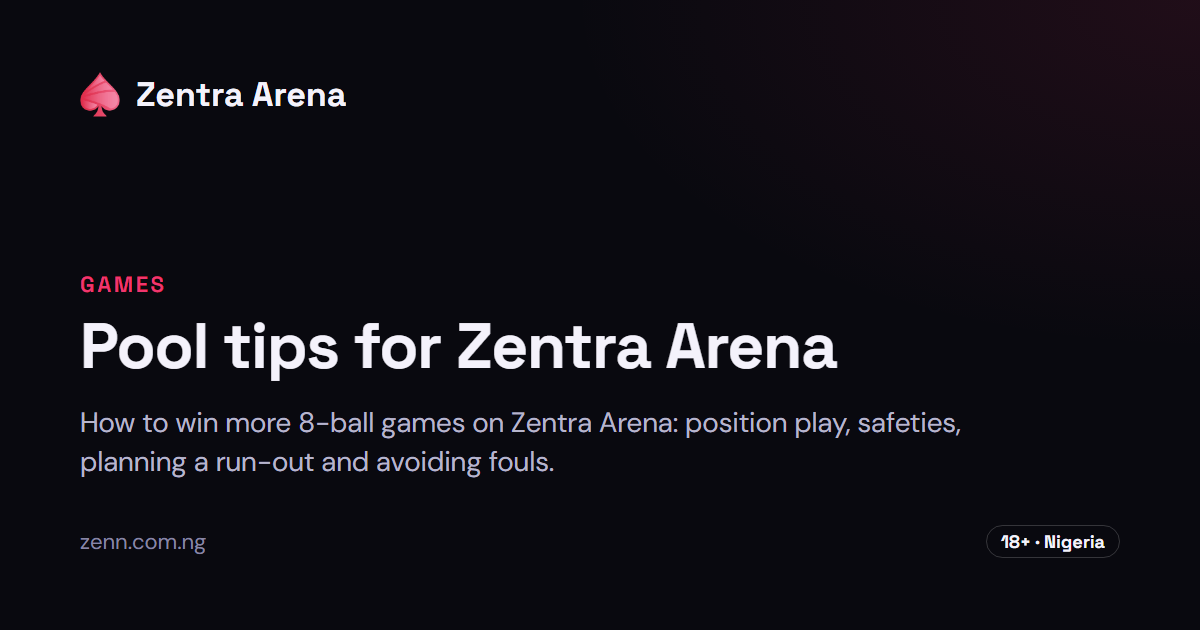 Zentra Arena
GAMES
Pool tips for Zentra Arena
How to win more 8-ball games on Zentra Arena: position play, safeties,
planning a run-out and avoiding fouls.
zenn.com.ng
18+ · Nigeria